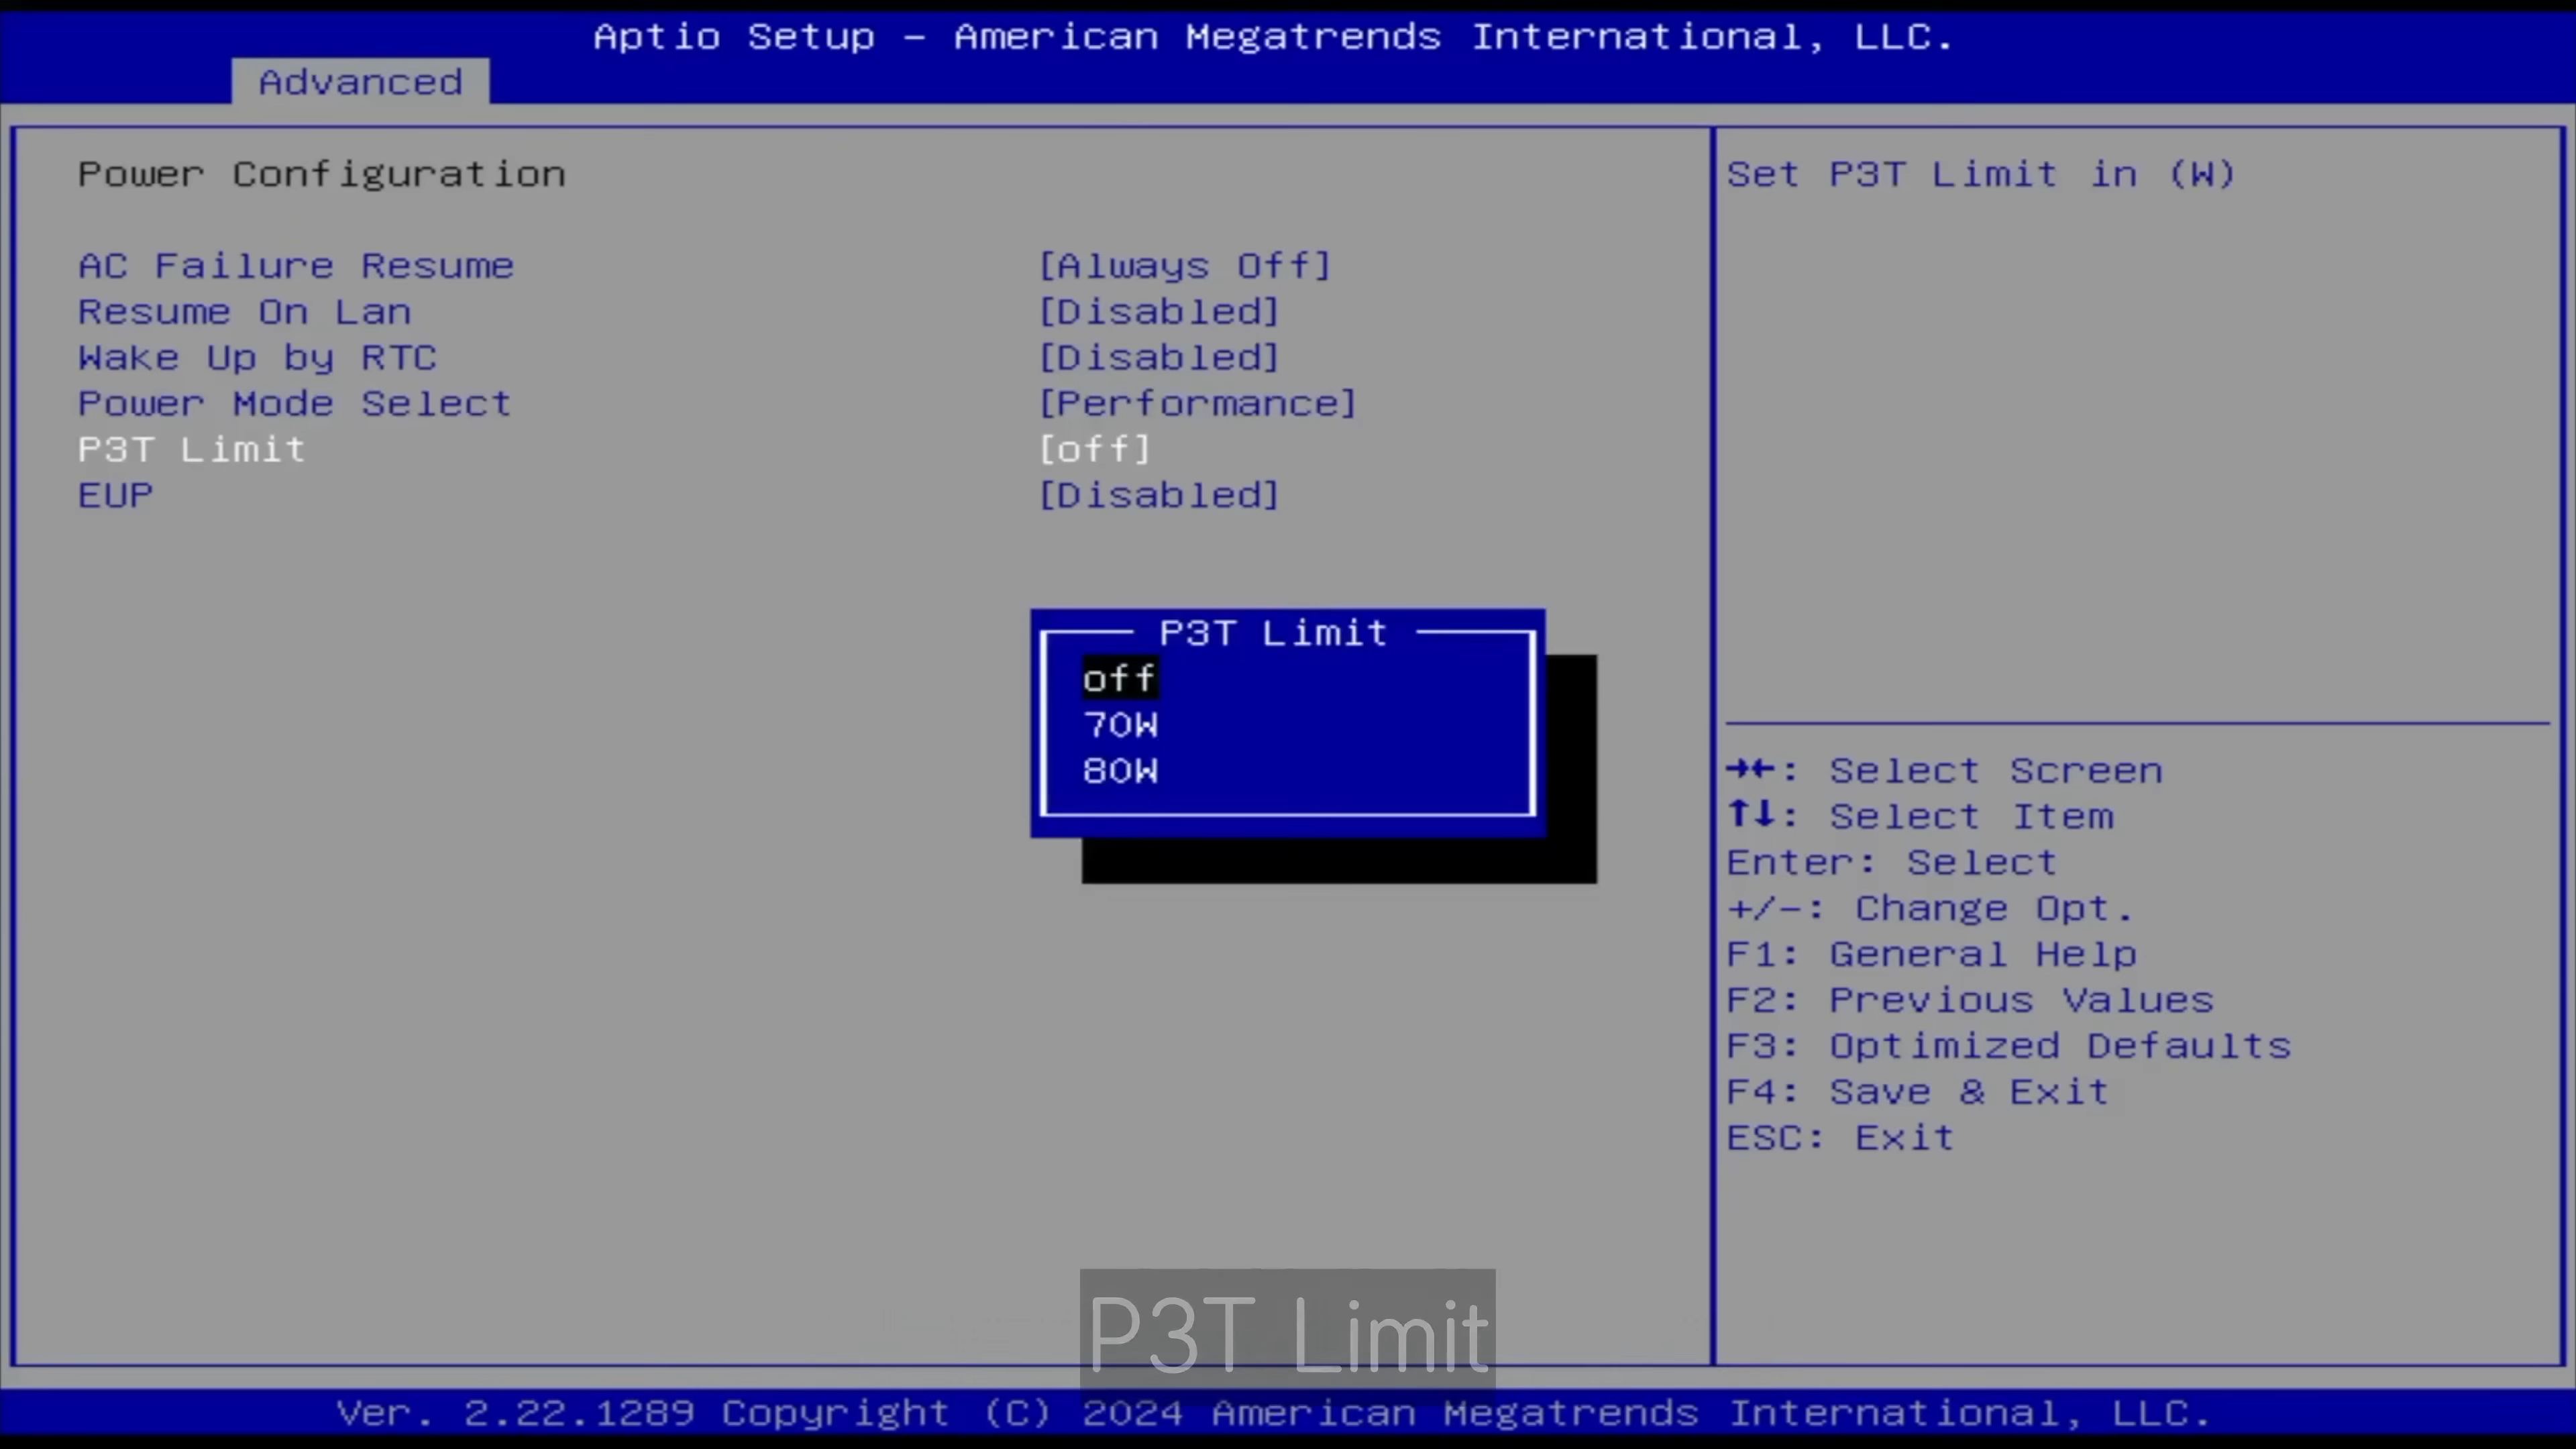 Aptio Setup - American Megatrends International, LLC.
Advanced
Power Configuration
AC Failure Resume [Always Off]
Resume On Lan [Disabled]
Wake Up by RTC [Disabled]
Power Mode Select [Performance]
P3T Limit [off]
EUP [Disabled]
P3T Limit
off
70W
80W
Set P3T Limit in (W)
→←: Select Screen
↑↓: Select Item
Enter: Select
+/-: Change Opt.
F1: General Help
F2: Previous Values
F3: Optimized Defaults
F4: Save & Exit
ESC: Exit
P3T Limit
Ver. 2.22.1289 Copyright (C) 2024 American Megatrends International, LLC.